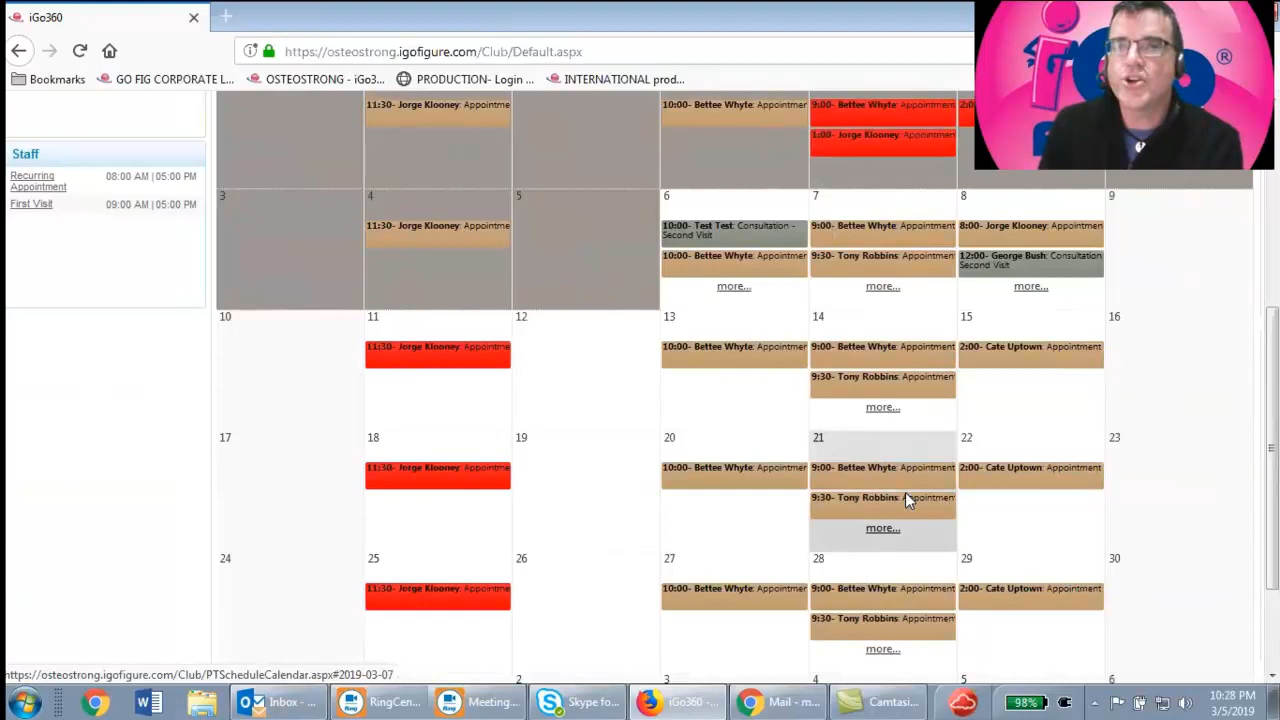 iGo360
https://osteostrong.igofigure.com/Club/Default.aspx
Bookmarks
GO FIG CORPORATE L...
OSTEOSTRONG - iGo3...
PRODUCTION- Login ...
INTERNATIONAL prod...
®
11:30- Jorge Klooney: Appointme
10:00- Bettee Whyte: Appointmer
9:00- Bettee Whyte: Appointmen
2:0
1:00- Jorge Klooney: Appointmen
Staff
Recurring
Appointment
08:00 AM | 05:00 PM
First Visit
09:00 AM | 05:00 PM
3
4
5
6
7
8
9
11:30- Jorge Klooney: Appointme
10:00- Test Test: Consultation -
Second Visit
9:00- Bettee Whyte: Appointmen
8:00- Jorge Klooney: Appointmen
10:00- Bettee Whyte: Appointmer
9:30- Tony Robbins: Appointmen
12:00- George Bush: Consultation
Second Visit
more...
more...
more...
10
11
12
13
14
15
16
11:30- Jorge Klooney: Appointme
10:00- Bettee Whyte: Appointmer
9:00- Bettee Whyte: Appointmen
2:00- Cate Uptown: Appointment
9:30- Tony Robbins: Appointmen
more...
17
18
19
20
21
22
23
11:30- Jorge Klooney: Appointme
10:00- Bettee Whyte: Appointmer
9:00- Bettee Whyte: Appointmen
2:00- Cate Uptown: Appointment
9:30- Tony Robbins: Appointmen
more...
24
25
26
27
28
29
30
11:30- Jorge Klooney: Appointme
10:00- Bettee Whyte: Appointmer
9:00- Bettee Whyte: Appointmen
2:00- Cate Uptown: Appointment
9:30- Tony Robbins: Appointmen
more...
2
3
4
5
6
https://osteostrong.igofigure.com/Club/PTScheduleCalendar.aspx#2019-03-07
Inbox - ...
RingCen...
Meeting...
Skype fo...
iGo360 -...
Mail - m...
Camtasi...
98%
10:28 PM
3/5/2019